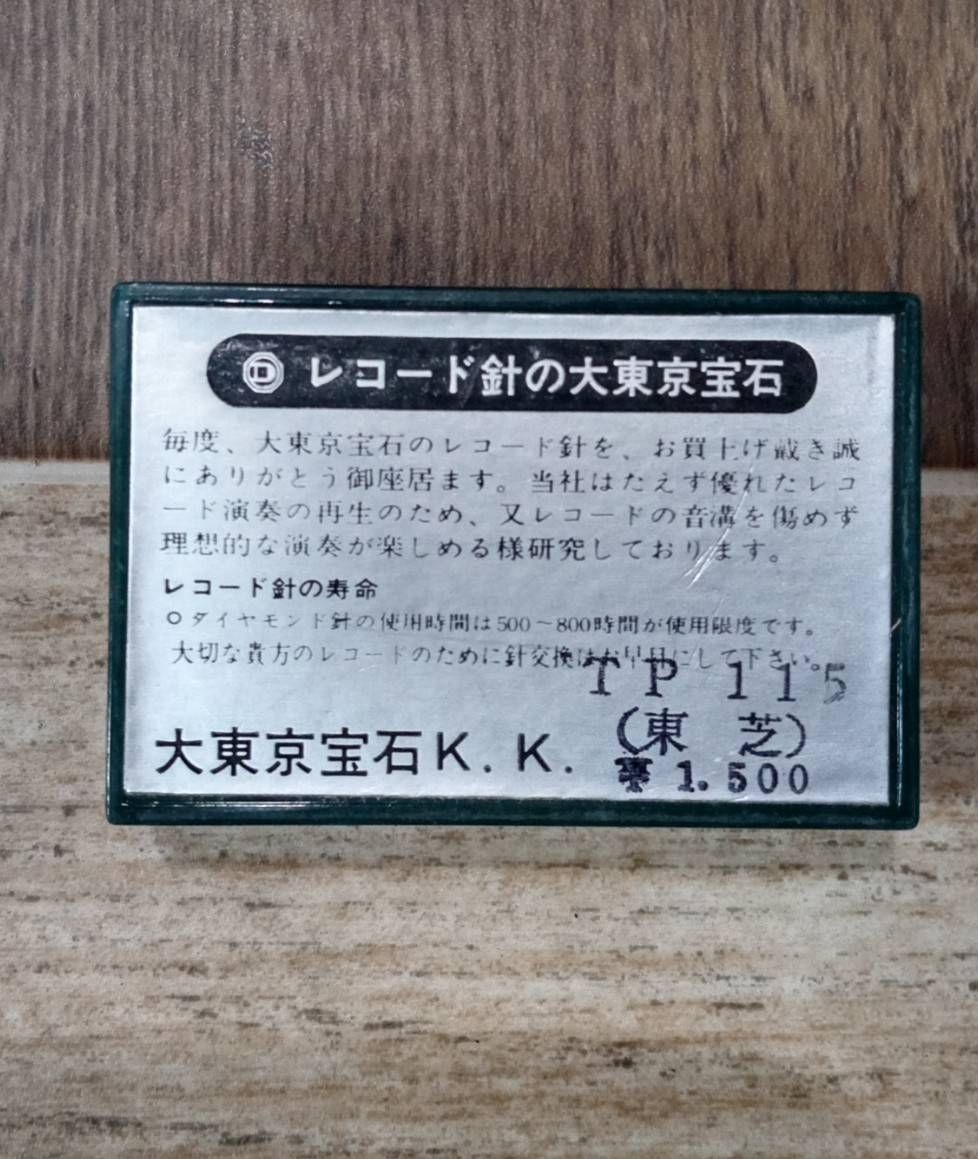 レコード針の大東京宝石
毎度、大東京宝石のレコード針を、お買上げ戴き誠
にありがとう御座居ます。当社はたえず優れたレコ
ード演奏の再生のため、又レコードの音溝を傷めず
理想的な演奏が楽しめる様研究しております。
レコード針の寿命
○ダイヤモンド針の使用時間は500~800時間が使用限度です。
大切な貴方のレコードのために針交換はお早目にして下さい。
TP 115
(東 芝)
大東京宝石K.K.
1.500